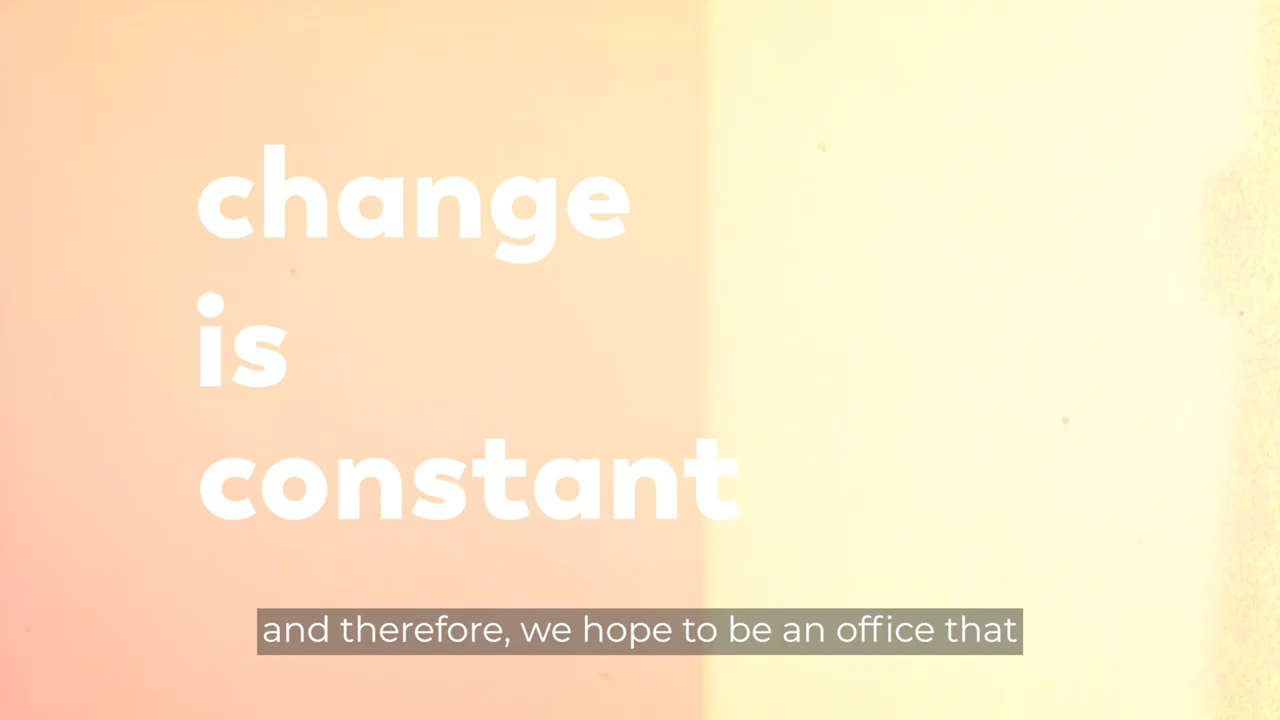 change
is
constant
and therefore, we hope to be an office that